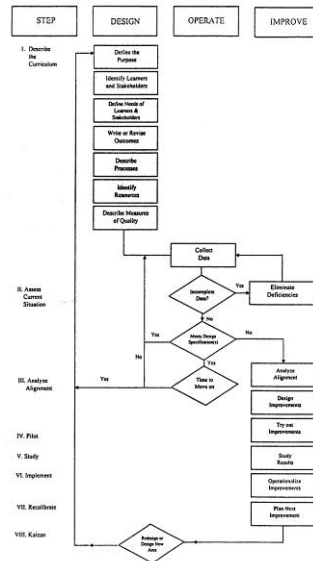 STEP
DESIGN
OPERATE
IMPROVE
I. Describe
the
Curriculum
Define the
Purpose
Identify Learners
and Stakeholders
Define Needs of
Learners &
Stakeholders
Write or Revise
Outcomes
Describe
Processes
Identify
Resources
Describe Measures
of Quality
Collect
Data
II. Assess
Current
Situation
Incomplete
Data?
Yes
Eliminate
Deficiencies
No
Yes
Meets Design
Specification(s)
No
No
Yes
III. Analyze
Alignment
Yes
Time to
Move on
Analyze
Alignment
Design
Improvements
Try out
Improvements
IV. Pilot
V. Study
Study
Results
VI. Implement
Operationalize
Improvements
VII. Recalibrate
Plan Next
Improvement
VIII. Kaizan
Redesign or
Design New
Area